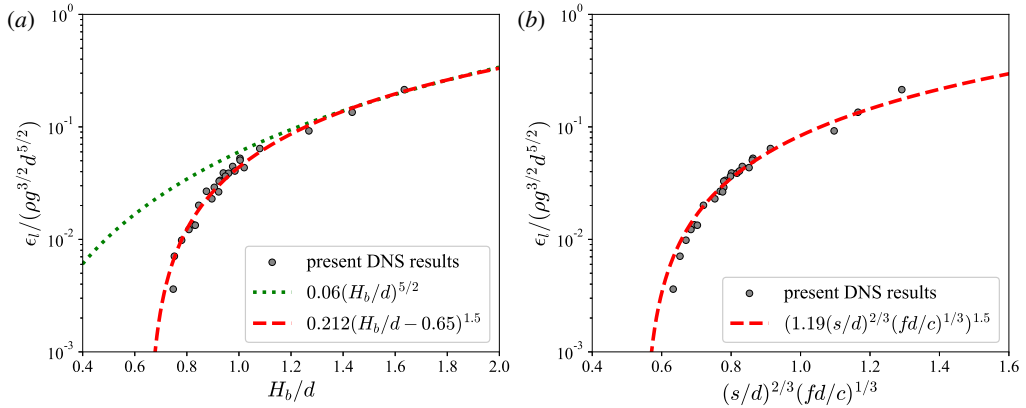 (a)
10^0
10^{-1}
10^{-2}
10^{-3}
ϵ_l/(ρg^{3/2}d^{5/2})
present DNS results
0.06(H_b/d)^{5/2}
0.212(H_b/d − 0.65)^{1.5}
0.4 0.6 0.8 1.0 1.2 1.4 1.6 1.8 2.0
H_b/d
(b)
10^0
10^{-1}
10^{-2}
10^{-3}
ϵ_l/(ρg^{3/2}d^{5/2})
present DNS results
(1.19(s/d)^{2/3}(fd/c)^{1/3})^{1.5}
0.4 0.6 0.8 1.0 1.2 1.4 1.6
(s/d)^{2/3}(fd/c)^{1/3}